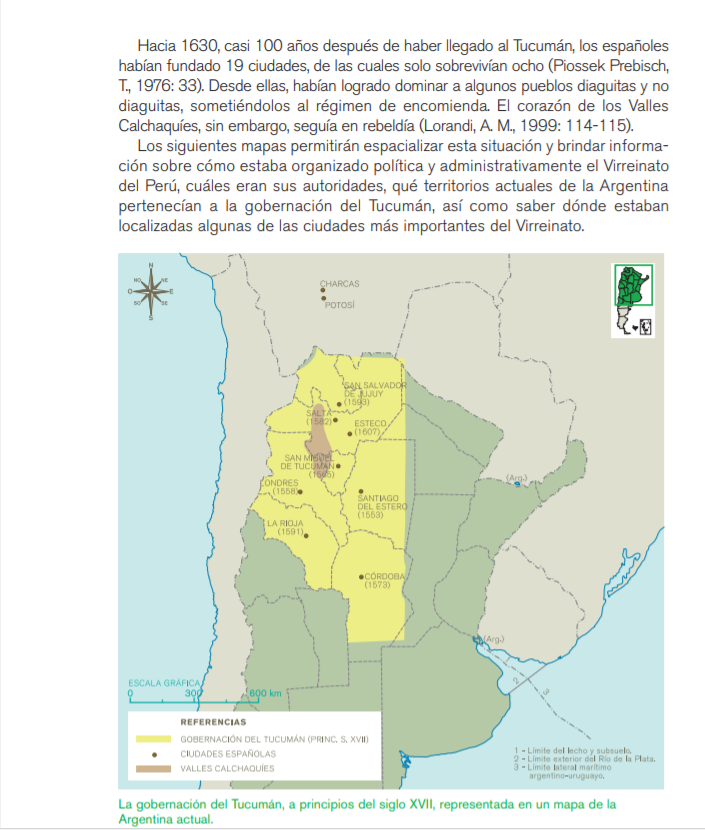 Hacia 1630, casi 100 años después de haber llegado al Tucumán, los españoles
habían fundado 19 ciudades, de las cuales solo sobrevivían ocho (Piossek Prebisch,
T., 1976: 33). Desde ellas, habían logrado dominar a algunos pueblos diaguitas y no
diaguitas, sometiéndolos al régimen de encomienda. El corazón de los Valles
Calchaquíes, sin embargo, seguía en rebeldía (Lorandi, A. M., 1999: 114-115).
Los siguientes mapas permitirán espacializar esta situación y brindar informa-
ción sobre cómo estaba organizado política y administrativamente el Virreinato
del Perú, cuáles eran sus autoridades, qué territorios actuales de la Argentina
pertenecían a la gobernación del Tucumán, así como saber dónde estaban
localizadas algunas de las ciudades más importantes del Virreinato.
N
NO
NE
O
E
SO
SE
S
CHARCAS
POTOSÍ
SAN SALVADOR
DE JUJUY
(1593)
SALTA
(1582)
ESTECO
(1607)
SAN MIGUEL
DE TUCUMÁN
(1565)
LONDRES
(1558)
SANTIAGO
DEL ESTERO
(1553)
LA RIOJA
(1591)
CÓRDOBA
(1573)
(Arg.)
(Arg.)
1
2
3
ESCALA GRÁFICA
0
300
600 km
REFERENCIAS
GOBERNACIÓN DEL TUCUMÁN (PRINC. S. XVII)
CIUDADES ESPAÑOLAS
VALLES CALCHAQUÍES
1 - Límite del lecho y subsuelo.
2 - Límite exterior del Río de la Plata.
3 - Límite lateral marítimo
argentino-uruguayo.
La gobernación del Tucumán, a principios del siglo XVII, representada en un mapa de la
Argentina actual.